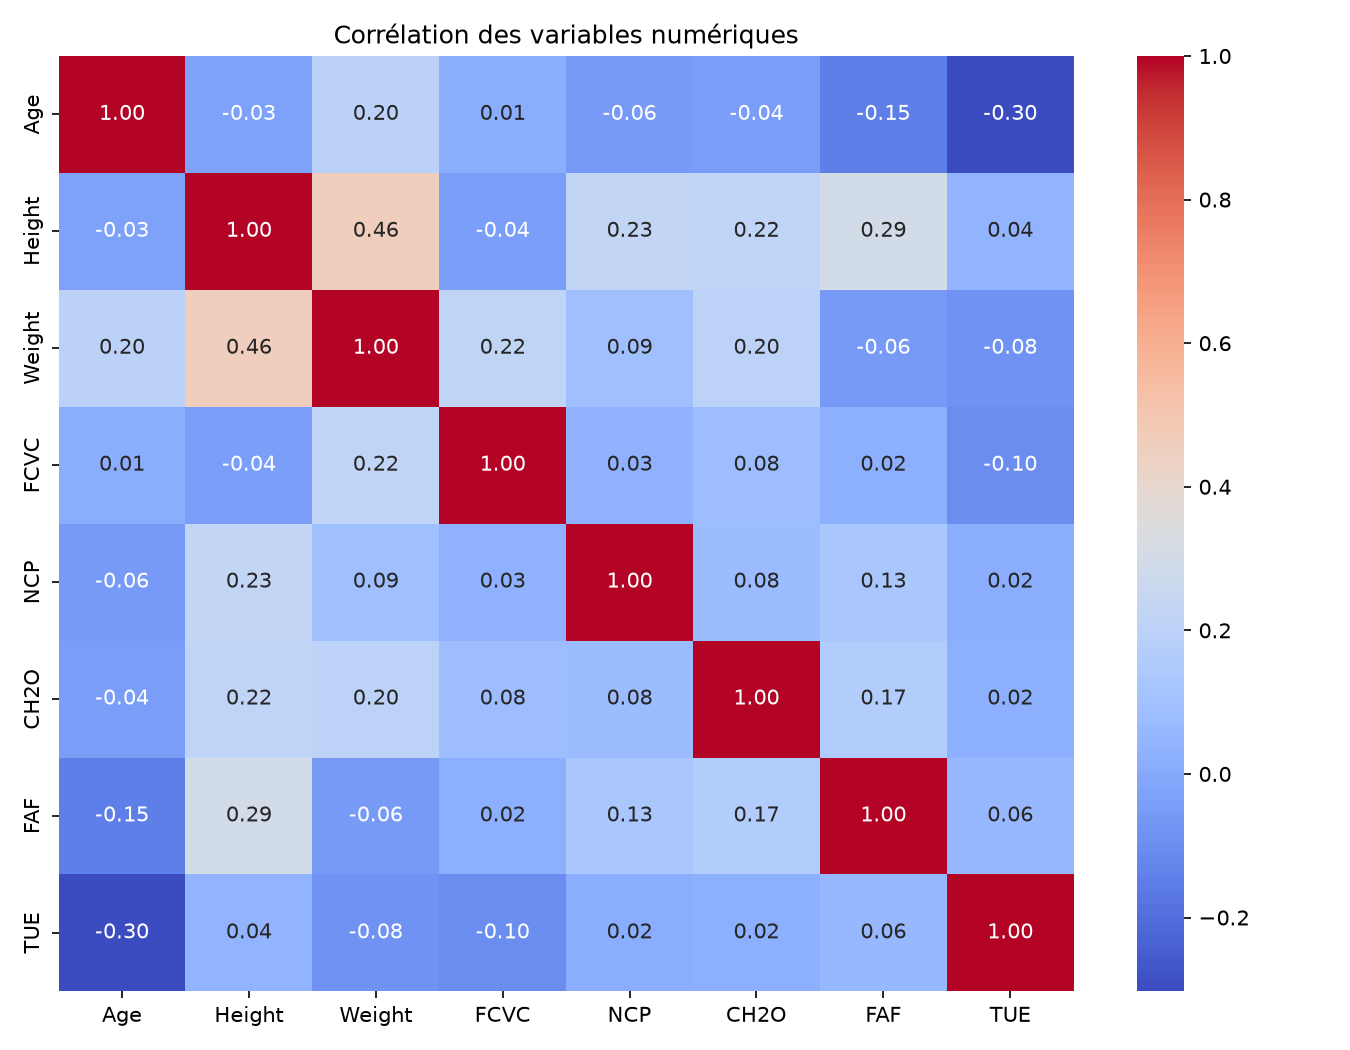 Corrélation des variables numériques
Age 1.00 -0.03 0.20 0.01 -0.06 -0.04 -0.15 -0.30
Height -0.03 1.00 0.46 -0.04 0.23 0.22 0.29 0.04
Weight 0.20 0.46 1.00 0.22 0.09 0.20 -0.06 -0.08
FCVC 0.01 -0.04 0.22 1.00 0.03 0.08 0.02 -0.10
NCP -0.06 0.23 0.09 0.03 1.00 0.08 0.13 0.02
CH2O -0.04 0.22 0.20 0.08 0.08 1.00 0.17 0.02
FAF -0.15 0.29 -0.06 0.02 0.13 0.17 1.00 0.06
TUE -0.30 0.04 -0.08 -0.10 0.02 0.02 0.06 1.00
Age Height Weight FCVC NCP CH2O FAF TUE
1.0
0.8
0.6
0.4
0.2
0.0
−0.2